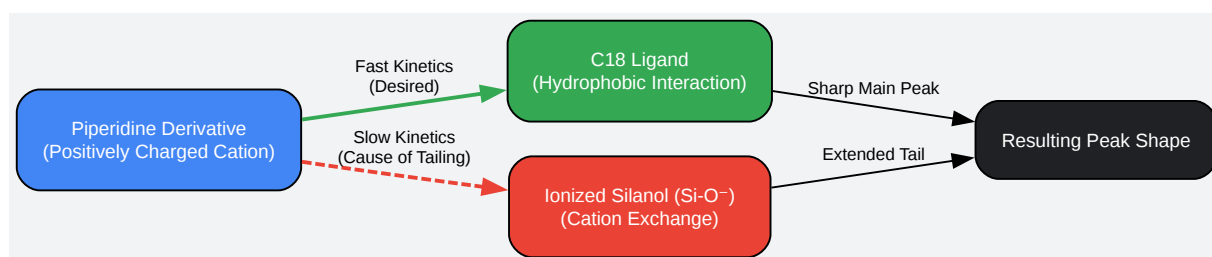 Piperidine Derivative
(Positively Charged Cation)
Fast Kinetics
(Desired)
Slow Kinetics
(Cause of Tailing)
C18 Ligand
(Hydrophobic Interaction)
Ionized Silanol (Si-O⁻)
(Cation Exchange)
Sharp Main Peak
Extended Tail
Resulting Peak Shape